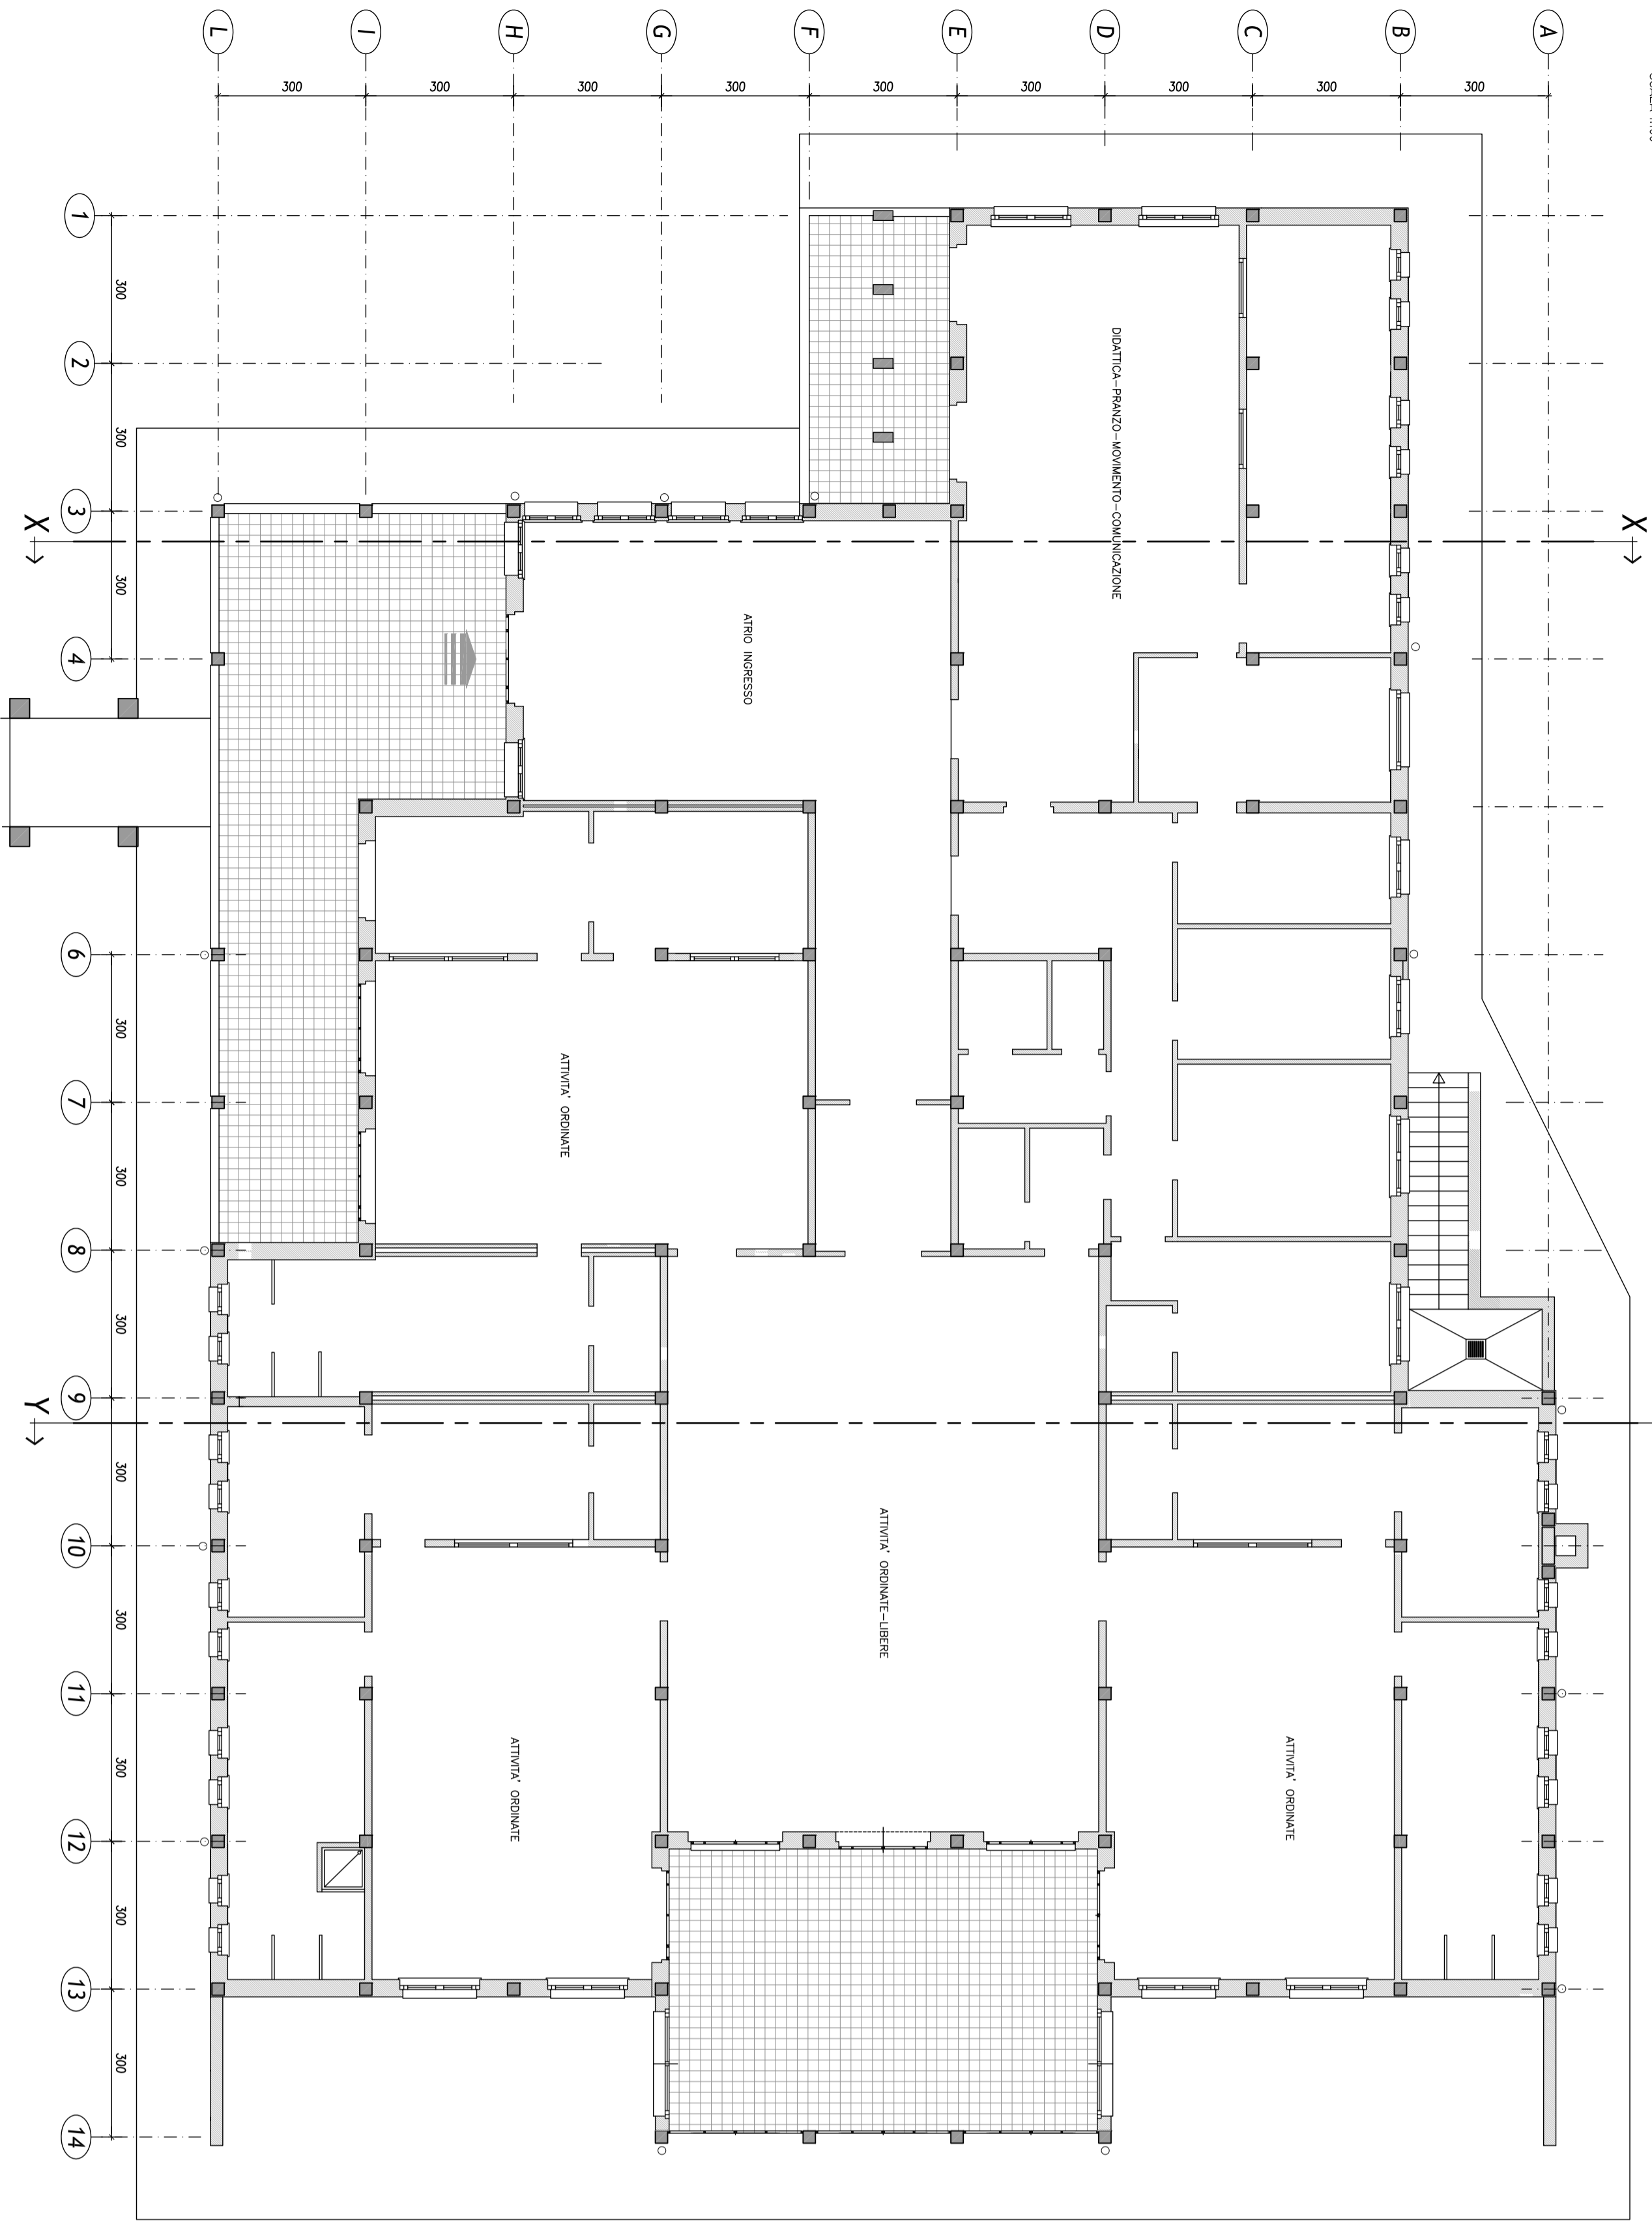 L I H G F E D C B A
300 300 300 300 300 300 300 300 300
1
300
2
300
3
X X
300
4
6
300
7
300
8
300
9
Y
300
10
300
11
300
12
300
13
300
14
DIDATTICA-PRANZO-MOVIMENTO-COMUNICAZIONE
ATRIO INGRESSO
ATTIVITA' ORDINATE
ATTIVITA' ORDINATE-LIBERE
ATTIVITA' ORDINATE
ATTIVITA' ORDINATE